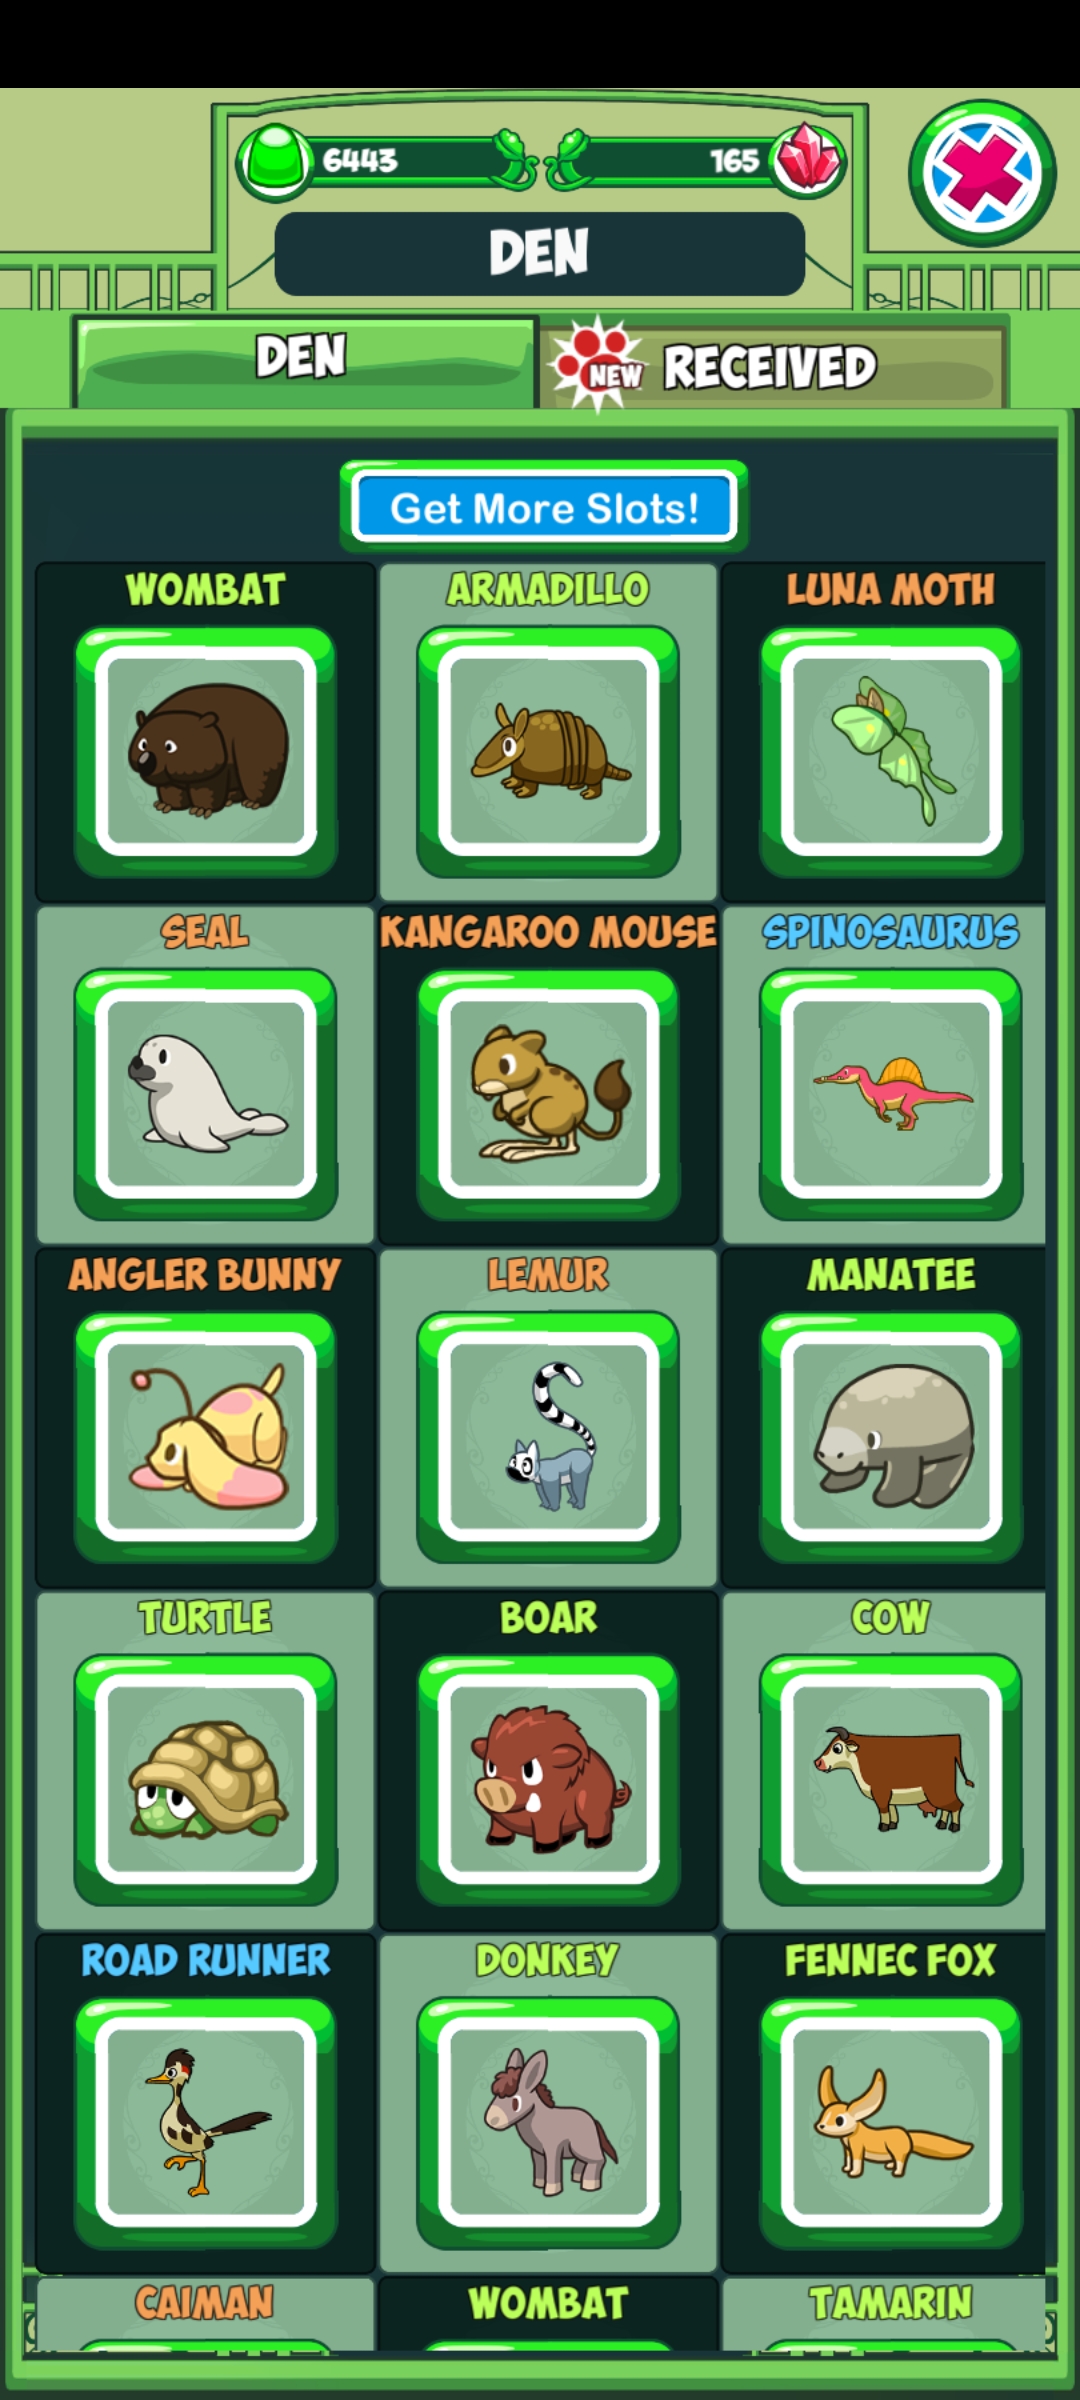 6443
165
DEN
DEN
NEW
RECEIVED
Get More Slots!
WOMBAT
ARMADILLO
LUNA MOTH
SEAL
KANGAROO MOUSE
SPINOSAURUS
ANGLER BUNNY
LEMUR
MANATEE
TURTLE
BOAR
COW
ROAD RUNNER
DONKEY
FENNEC FOX
CAIMAN
WOMBAT
TAMARIN